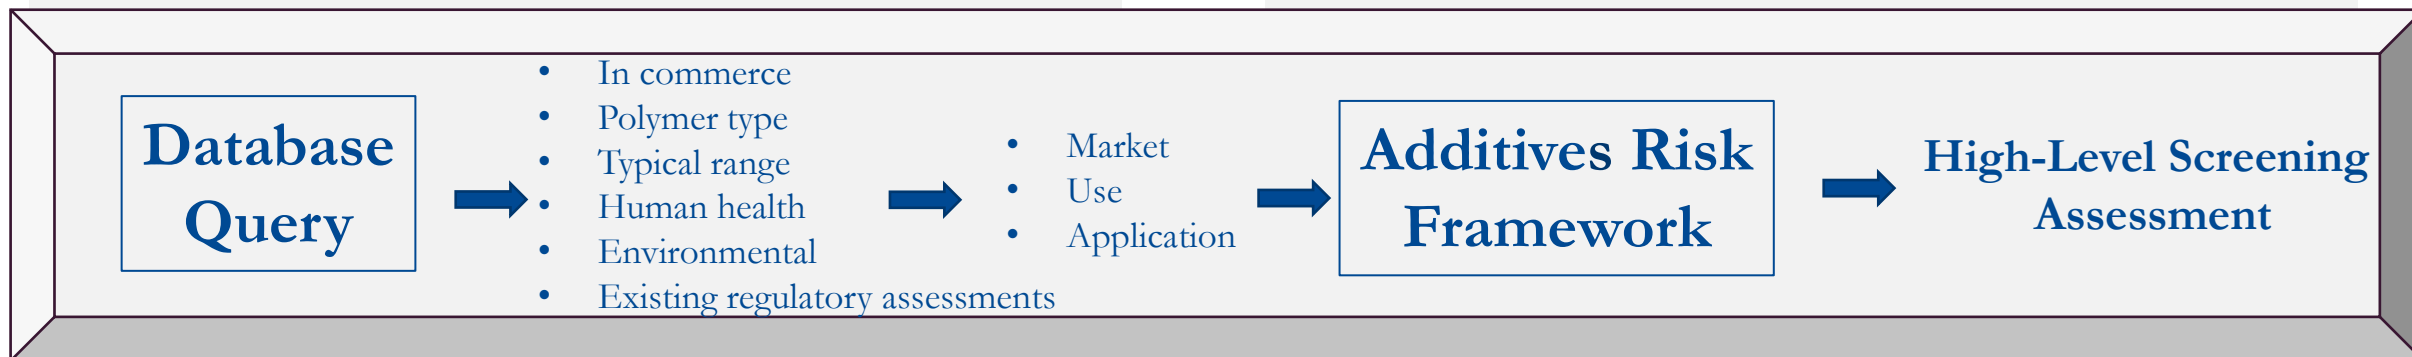 Database
Query
• In commerce
• Polymer type
• Typical range
• Human health
• Environmental
• Existing regulatory assessments
• Market
• Use
• Application
Additives Risk
Framework
High-Level Screening
Assessment